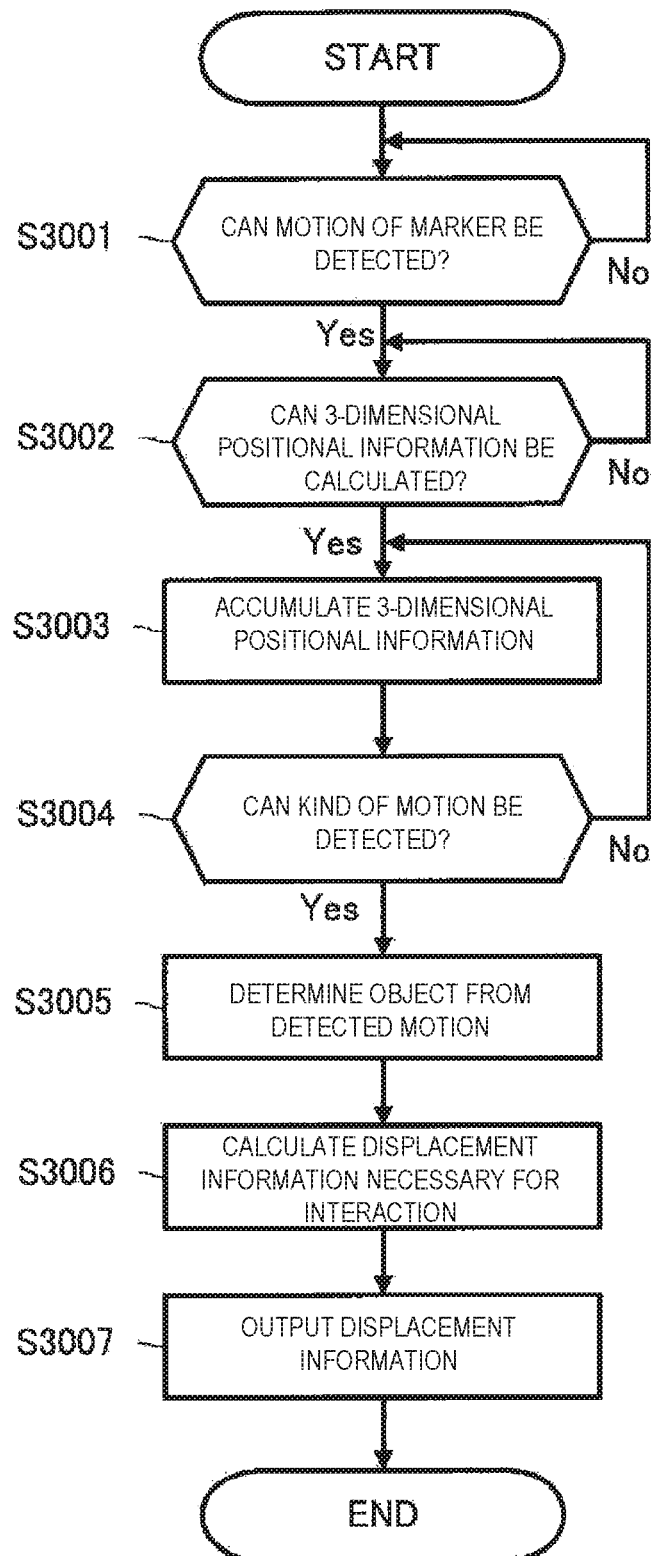 START
S3001
CAN MOTION OF MARKER BE
DETECTED?
No
Yes
S3002
CAN 3-DIMENSIONAL
POSITIONAL INFORMATION BE
CALCULATED?
No
Yes
S3003
ACCUMULATE 3-DIMENSIONAL
POSITIONAL INFORMATION
S3004
CAN KIND OF MOTION BE
DETECTED?
No
Yes
S3005
DETERMINE OBJECT FROM
DETECTED MOTION
S3006
CALCULATE DISPLACEMENT
INFORMATION NECESSARY FOR
INTERACTION
S3007
OUTPUT DISPLACEMENT
INFORMATION
END